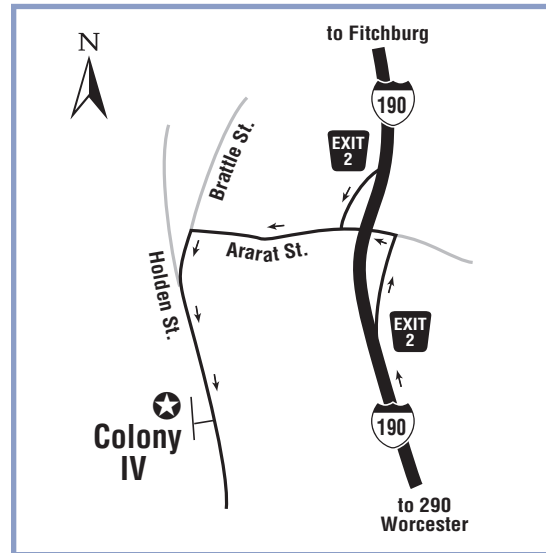 to Fitchburg
N
190
EXIT
2
Brattle St.
Ararat St.
Holden St.
EXIT
2
Colony
IV
190
to 290
Worcester